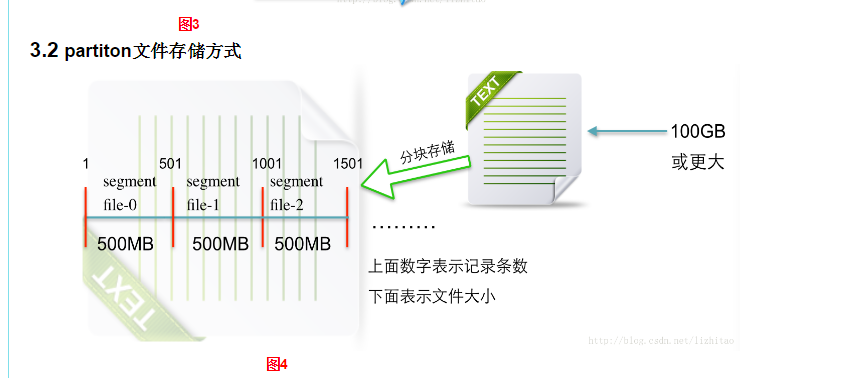 图3
3.2 partiton文件存储方式
TEXT
100GB
或更大
分块存储
1 501 1001 1501
segment segment segment
file-0 file-1 file-2
500MB 500MB 500MB
………
上面数字表示记录条数
下面表示文件大小
TEXT
http://blog.csdn.net/lizhitao
图4